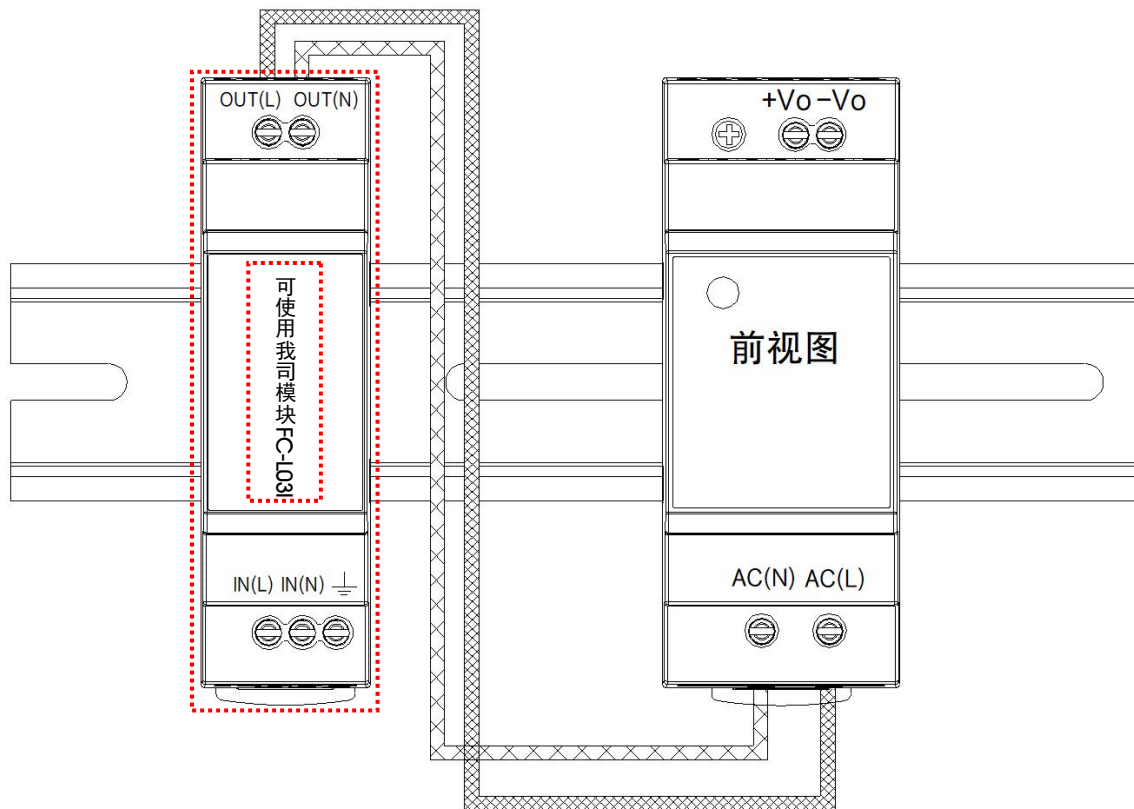 OUT(L) OUT(N)
+Vo -Vo
可使用我司模块FC-L03I
前视图
IN(L) IN(N)
AC(N) AC(L)